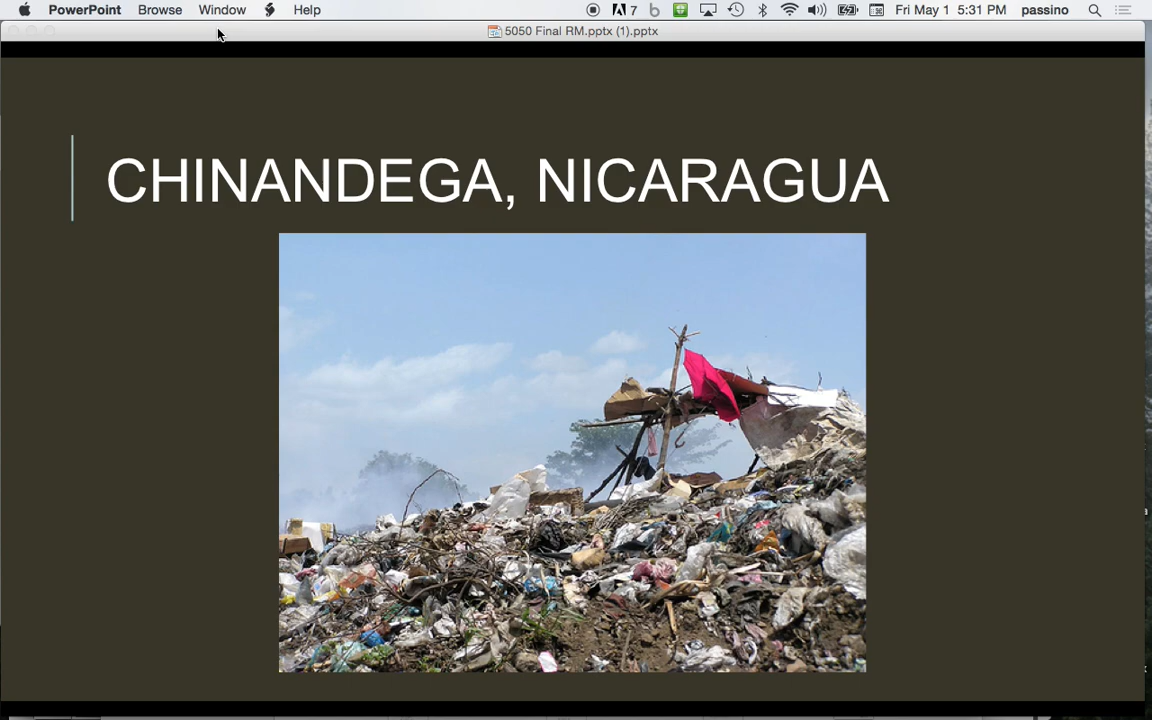 PowerPoint Browse Window Help 7 Fri May 1 5:31 PM passino
5050 Final RM.pptx (1).pptx
CHINANDEGA, NICARAGUA